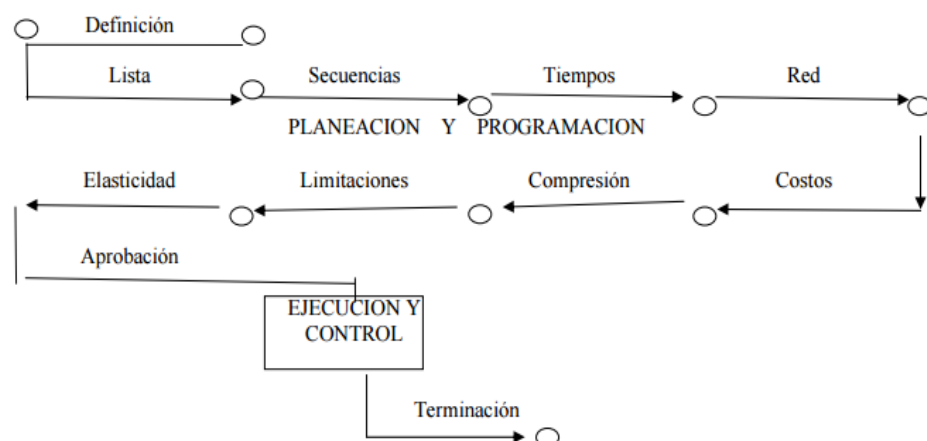 Definición
Lista Secuencias Tiempos Red
PLANEACION Y PROGRAMACION
Elasticidad Limitaciones Compresión Costos
Aprobación
EJECUCION Y
CONTROL
Terminación